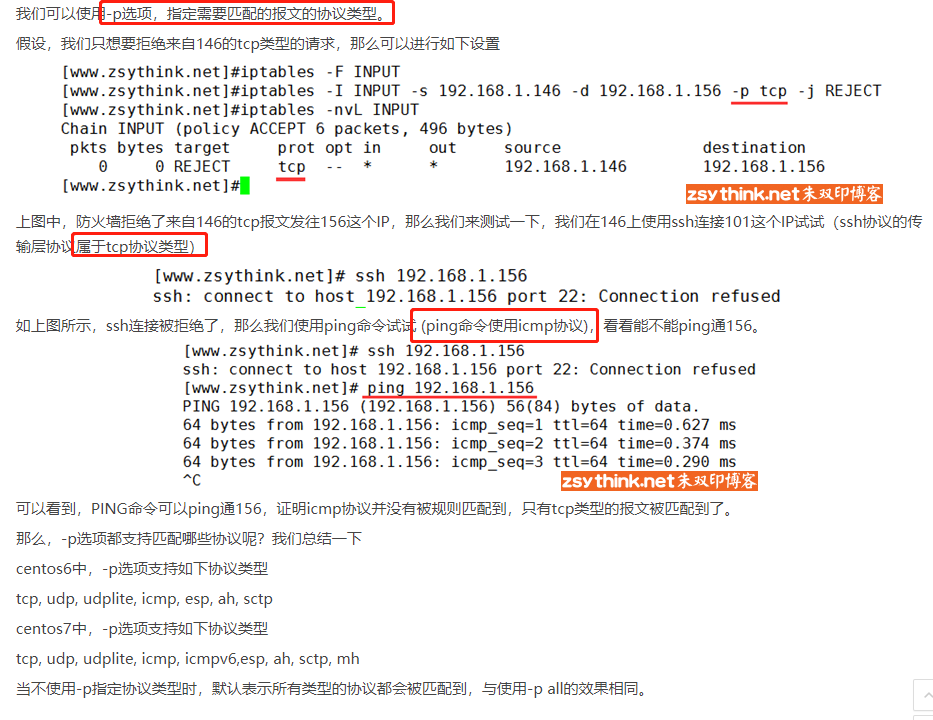 我们可以使用-p选项，指定需要匹配的报文的协议类型。
假设，我们只想要拒绝来自146的tcp类型的请求，那么可以进行如下设置
[www.zsythink.net]#iptables -F INPUT
[www.zsythink.net]#iptables -I INPUT -s 192.168.1.146 -d 192.168.1.156 -p tcp -j REJECT
[www.zsythink.net]#iptables -nvL INPUT
Chain INPUT (policy ACCEPT 6 packets, 496 bytes)
pkts bytes target prot opt in out source destination
0 0 REJECT tcp -- * * 192.168.1.146 192.168.1.156
[www.zsythink.net]#
zsythink.net朱双印博客
上图中，防火墙拒绝了来自146的tcp报文发往156这个IP，那么我们来测试一下，我们在146上使用ssh连接101这个IP试试（ssh协议的传
输层协议属于tcp协议类型）
[www.zsythink.net]# ssh 192.168.1.156
ssh: connect to host 192.168.1.156 port 22: Connection refused
如上图所示，ssh连接被拒绝了，那么我们使用ping命令试试 (ping命令使用icmp协议)，看看能不能ping通156。
[www.zsythink.net]# ssh 192.168.1.156
ssh: connect to host 192.168.1.156 port 22: Connection refused
[www.zsythink.net]# ping 192.168.1.156
PING 192.168.1.156 (192.168.1.156) 56(84) bytes of data.
64 bytes from 192.168.1.156: icmp_seq=1 ttl=64 time=0.627 ms
64 bytes from 192.168.1.156: icmp_seq=2 ttl=64 time=0.374 ms
64 bytes from 192.168.1.156: icmp_seq=3 ttl=64 time=0.290 ms
^C
zsythink.net朱双印博客
可以看到，PING命令可以ping通156，证明icmp协议并没有被规则匹配到，只有tcp类型的报文被匹配到了。
那么，-p选项都支持匹配哪些协议呢？我们总结一下
centos6中，-p选项支持如下协议类型
tcp, udp, udplite, icmp, esp, ah, sctp
centos7中，-p选项支持如下协议类型
tcp, udp, udplite, icmp, icmpv6,esp, ah, sctp, mh
当不使用-p指定协议类型时，默认表示所有类型的协议都会被匹配到，与使用-p all的效果相同。